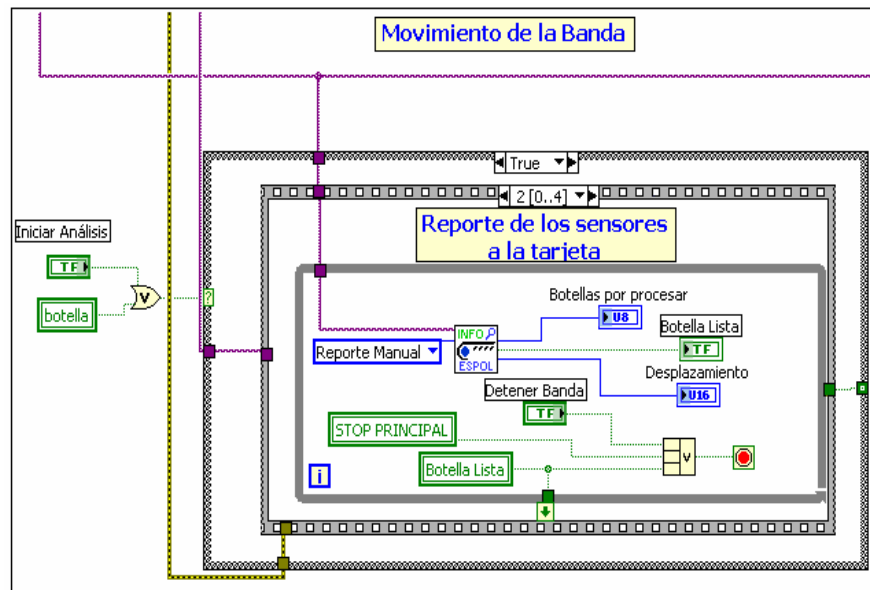 Movimiento de la Banda
True
2 [0..4]
Reporte de los sensores
a la tarjeta
Iniciar Análisis
TF
V
botella
?
Botellas por procesar
U8
INFO
Botella Lista
TF
Reporte Manual
ESPOL
Desplazamiento
U16
Detener Banda
TF
STOP PRINCIPAL
V
Botella Lista
i